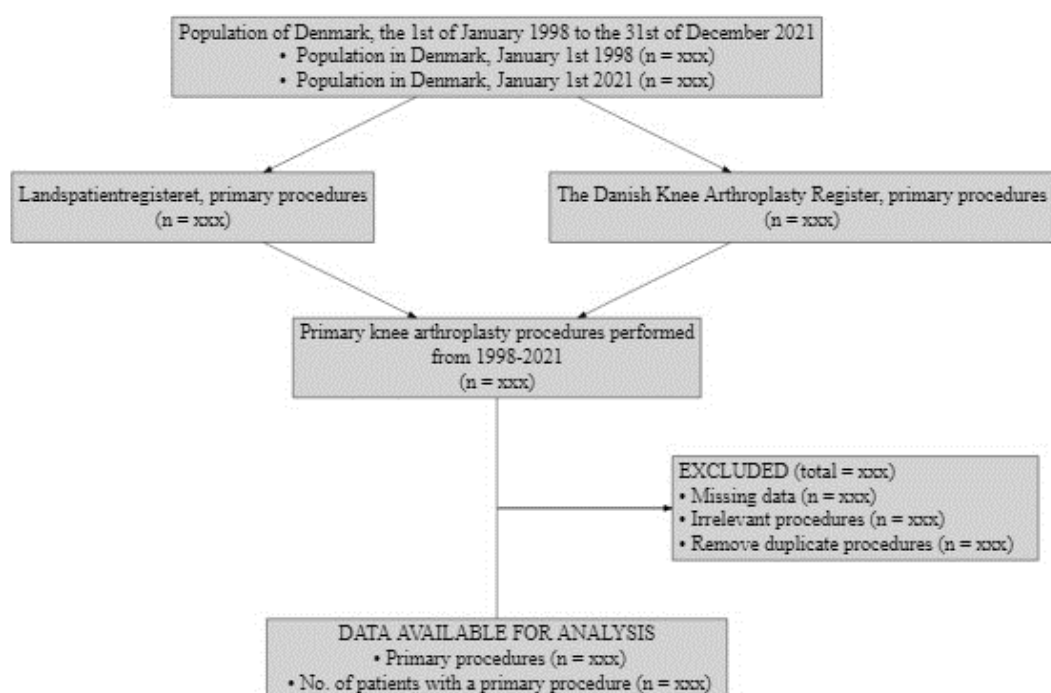 Population of Denmark, the 1st of January 1998 to the 31st of December 2021
• Population in Denmark, January 1st 1998 (n = xxx)
• Population in Denmark, January 1st 2021 (n = xxx)
Landspatientregisteret, primary procedures
(n = xxx)
The Danish Knee Arthroplasty Register, primary procedures
(n = xxx)
Primary knee arthroplasty procedures performed
from 1998-2021
(n = xxx)
EXCLUDED (total = xxx)
• Missing data (n = xxx)
• Irrelevant procedures (n = xxx)
• Remove duplicate procedures (n = xxx)
DATA AVAILABLE FOR ANALYSIS
• Primary procedures (n = xxx)
• No. of patients with a primary procedure (n = xxx)